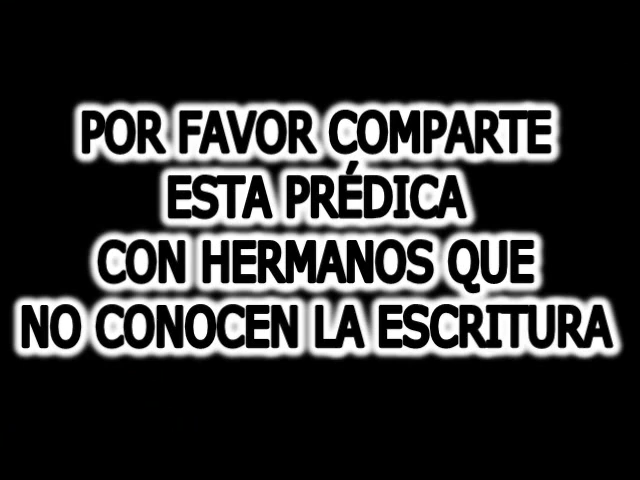 POR FAVOR COMPARTE
ESTA PRÉDICA
CON HERMANOS QUE
NO CONOCEN LA ESCRITURA